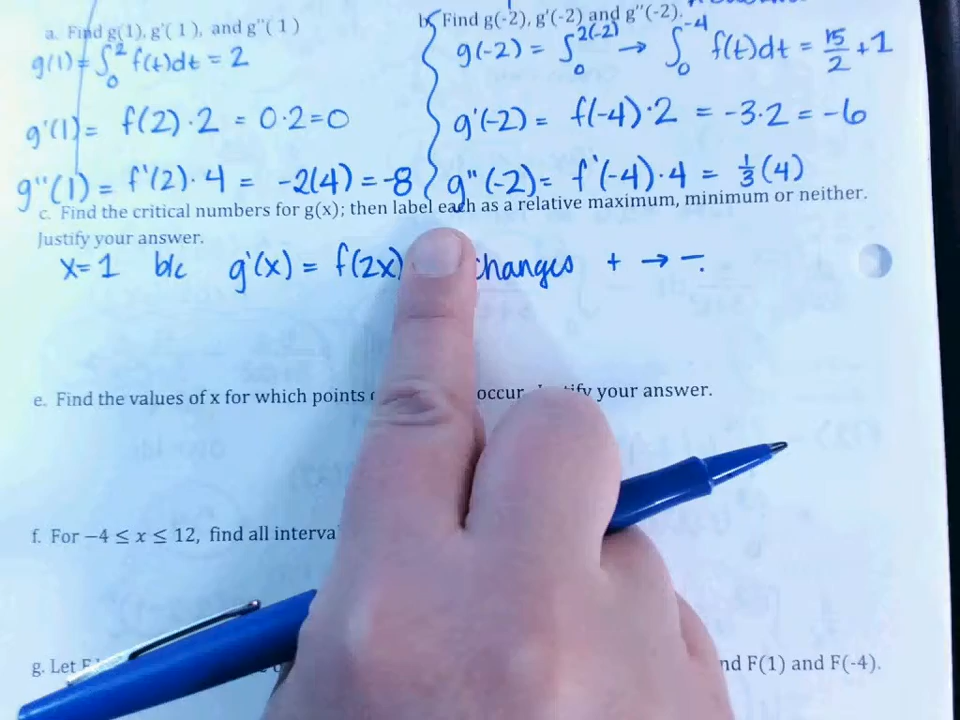 a. Find g(1), g'(1), and g''(1)
g(1) = ∫₀² f(t)dt = 2
g'(1) = f(2)·2 = 0·2=0
g''(1) = f'(2)·4 = -2(4) = -8
b. Find g(-2), g'(-2) and g''(-2).
g(-2) = ∫₀²⁽⁻²⁾ → ∫₀⁻⁴ f(t)dt = 15/2 + 1
g'(-2) = f(-4)·2 = -3·2 = -6
g''(-2) = f'(-4)·4 = 1/3 (4)
c. Find the critical numbers for g(x); then label each as a relative maximum, minimum or neither.
Justify your answer.
x=1 b/c g'(x) = f(2x) changes + → -.
e. Find the values of x for which points occur. your answer.
f. For −4 ≤ x ≤ 12, find all
g. Let and F(1) and F(-4).